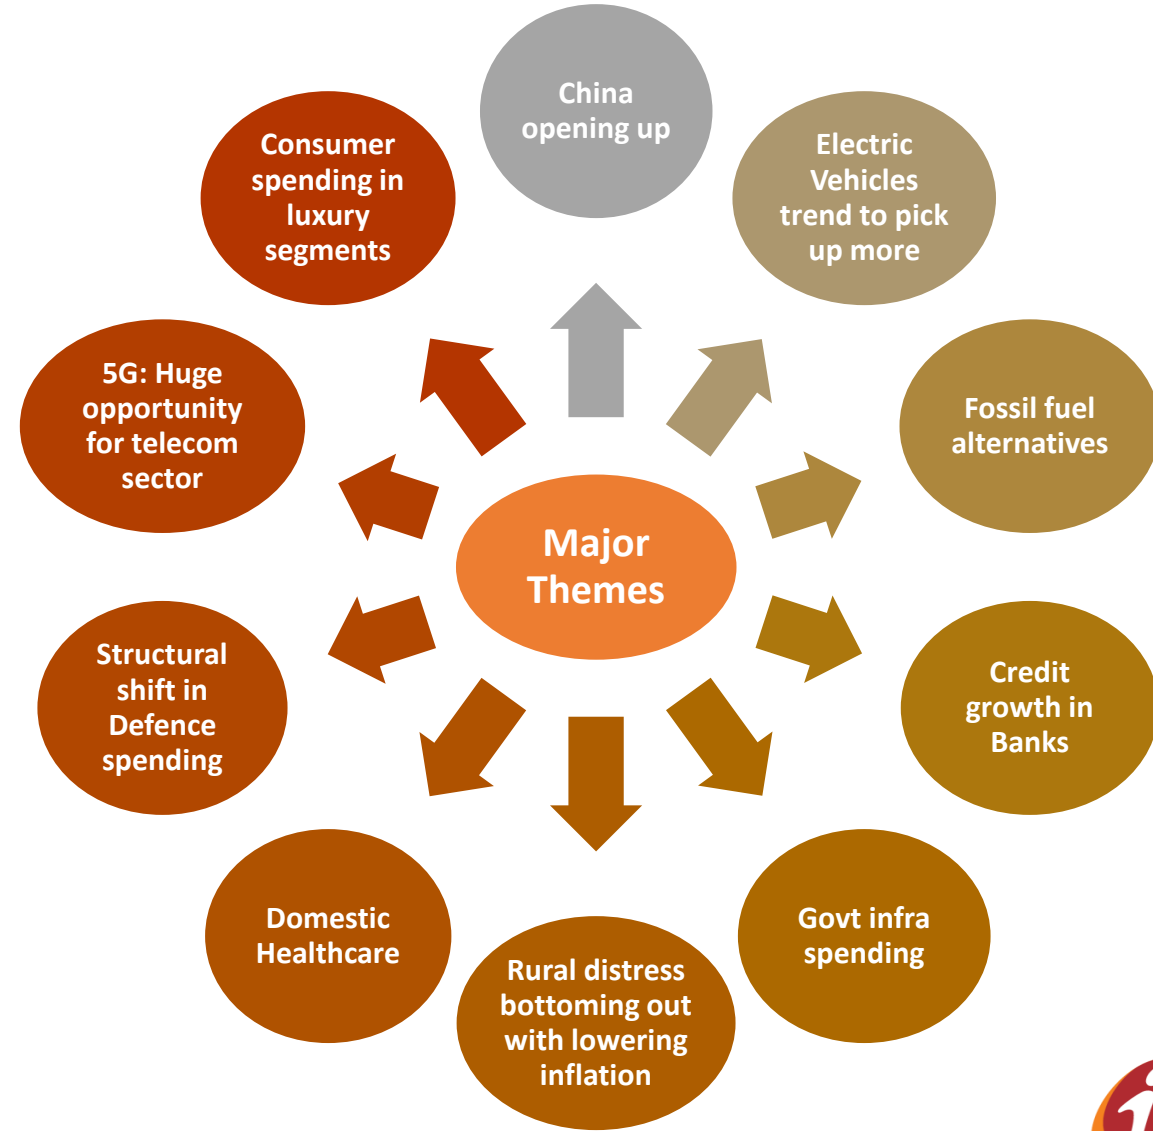 China
opening up
Electric
Vehicles
trend to pick
up more
Fossil fuel
alternatives
Credit
growth in
Banks
Govt infra
spending
Rural distress
bottoming out
with lowering
inflation
Domestic
Healthcare
Structural
shift in
Defence
spending
5G: Huge
opportunity
for telecom
sector
Consumer
spending in
luxury
segments
Major
Themes